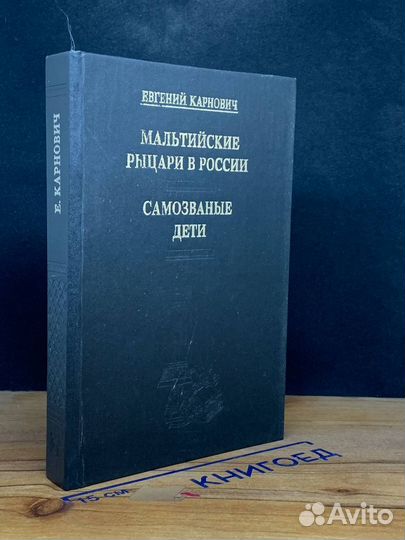 ЕВГЕНИЙ КАРНОВИЧ
МАЛЬТИЙСКИЕ
РЫЦАРИ В РОССИИ
САМОЗВАНЫЕ
ДЕТИ
Е. КАРНОВИЧ
15 СМ
КНИГОЕД
Avito